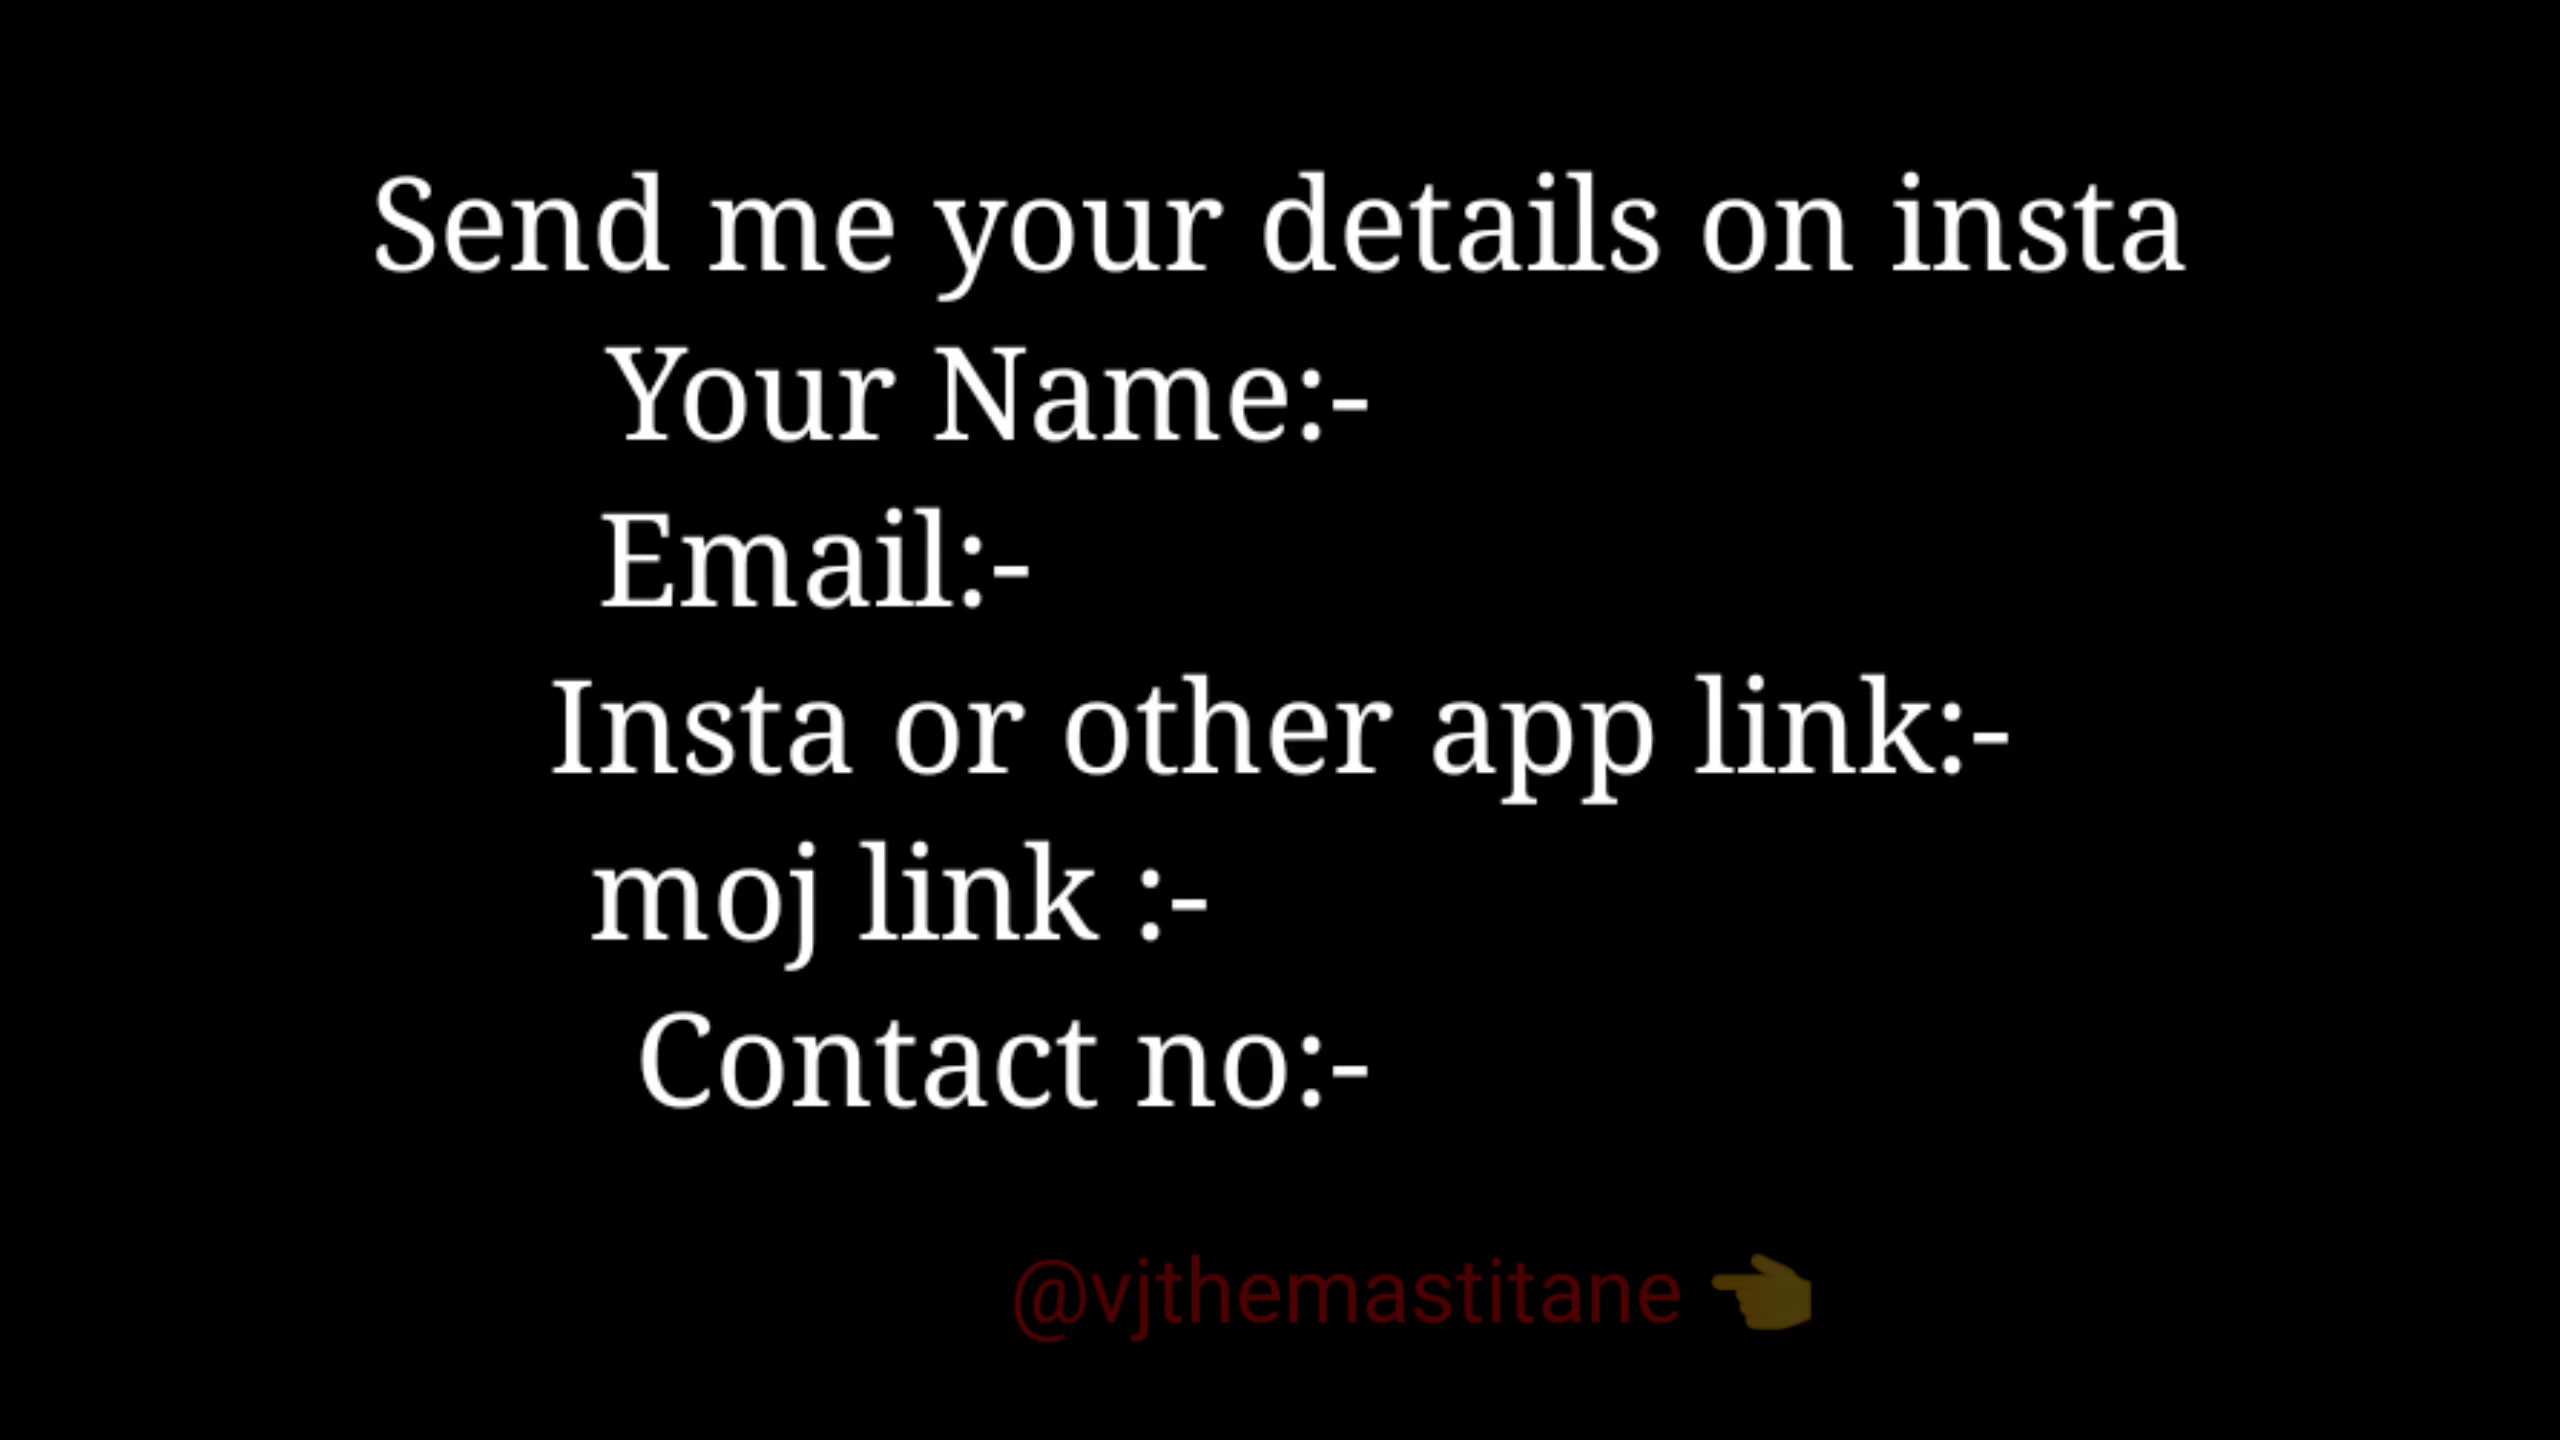 Send me your details on insta
Your Name:-
Email:-
Insta or other app link:-
moj link :-
Contact no:-
@vjthemastitane 👈